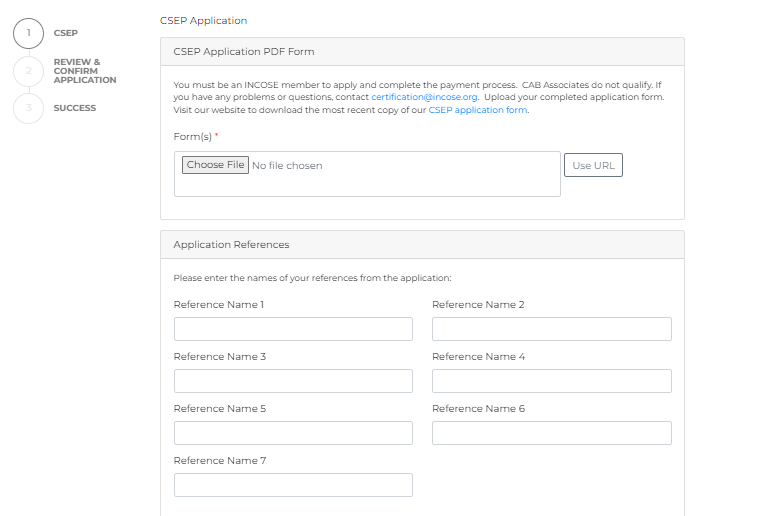 CSEP Application
1
CSEP
2
REVIEW &
CONFIRM
APPLICATION
3
SUCCESS
CSEP Application PDF Form
You must be an INCOSE member to apply and complete the payment process.  CAB Associates do not qualify. If
you have any problems or questions, contact certification@incose.org.  Upload your completed application form.
Visit our website to download the most recent copy of our CSEP application form.
Form(s) *
Choose File No file chosen
Use URL
Application References
Please enter the names of your references from the application:
Reference Name 1
Reference Name 2
Reference Name 3
Reference Name 4
Reference Name 5
Reference Name 6
Reference Name 7